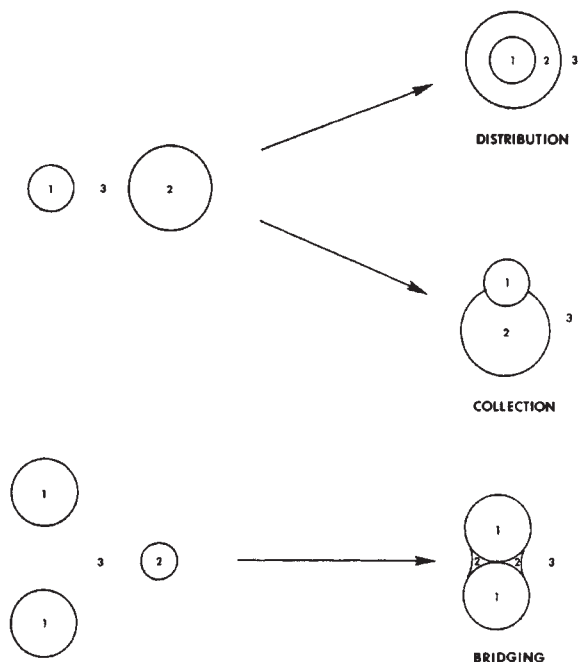 1 2 3
DISTRIBUTION
1 3 2
1
2
3
COLLECTION
1
3 2
1
1
2 2 3
1
BRIDGING